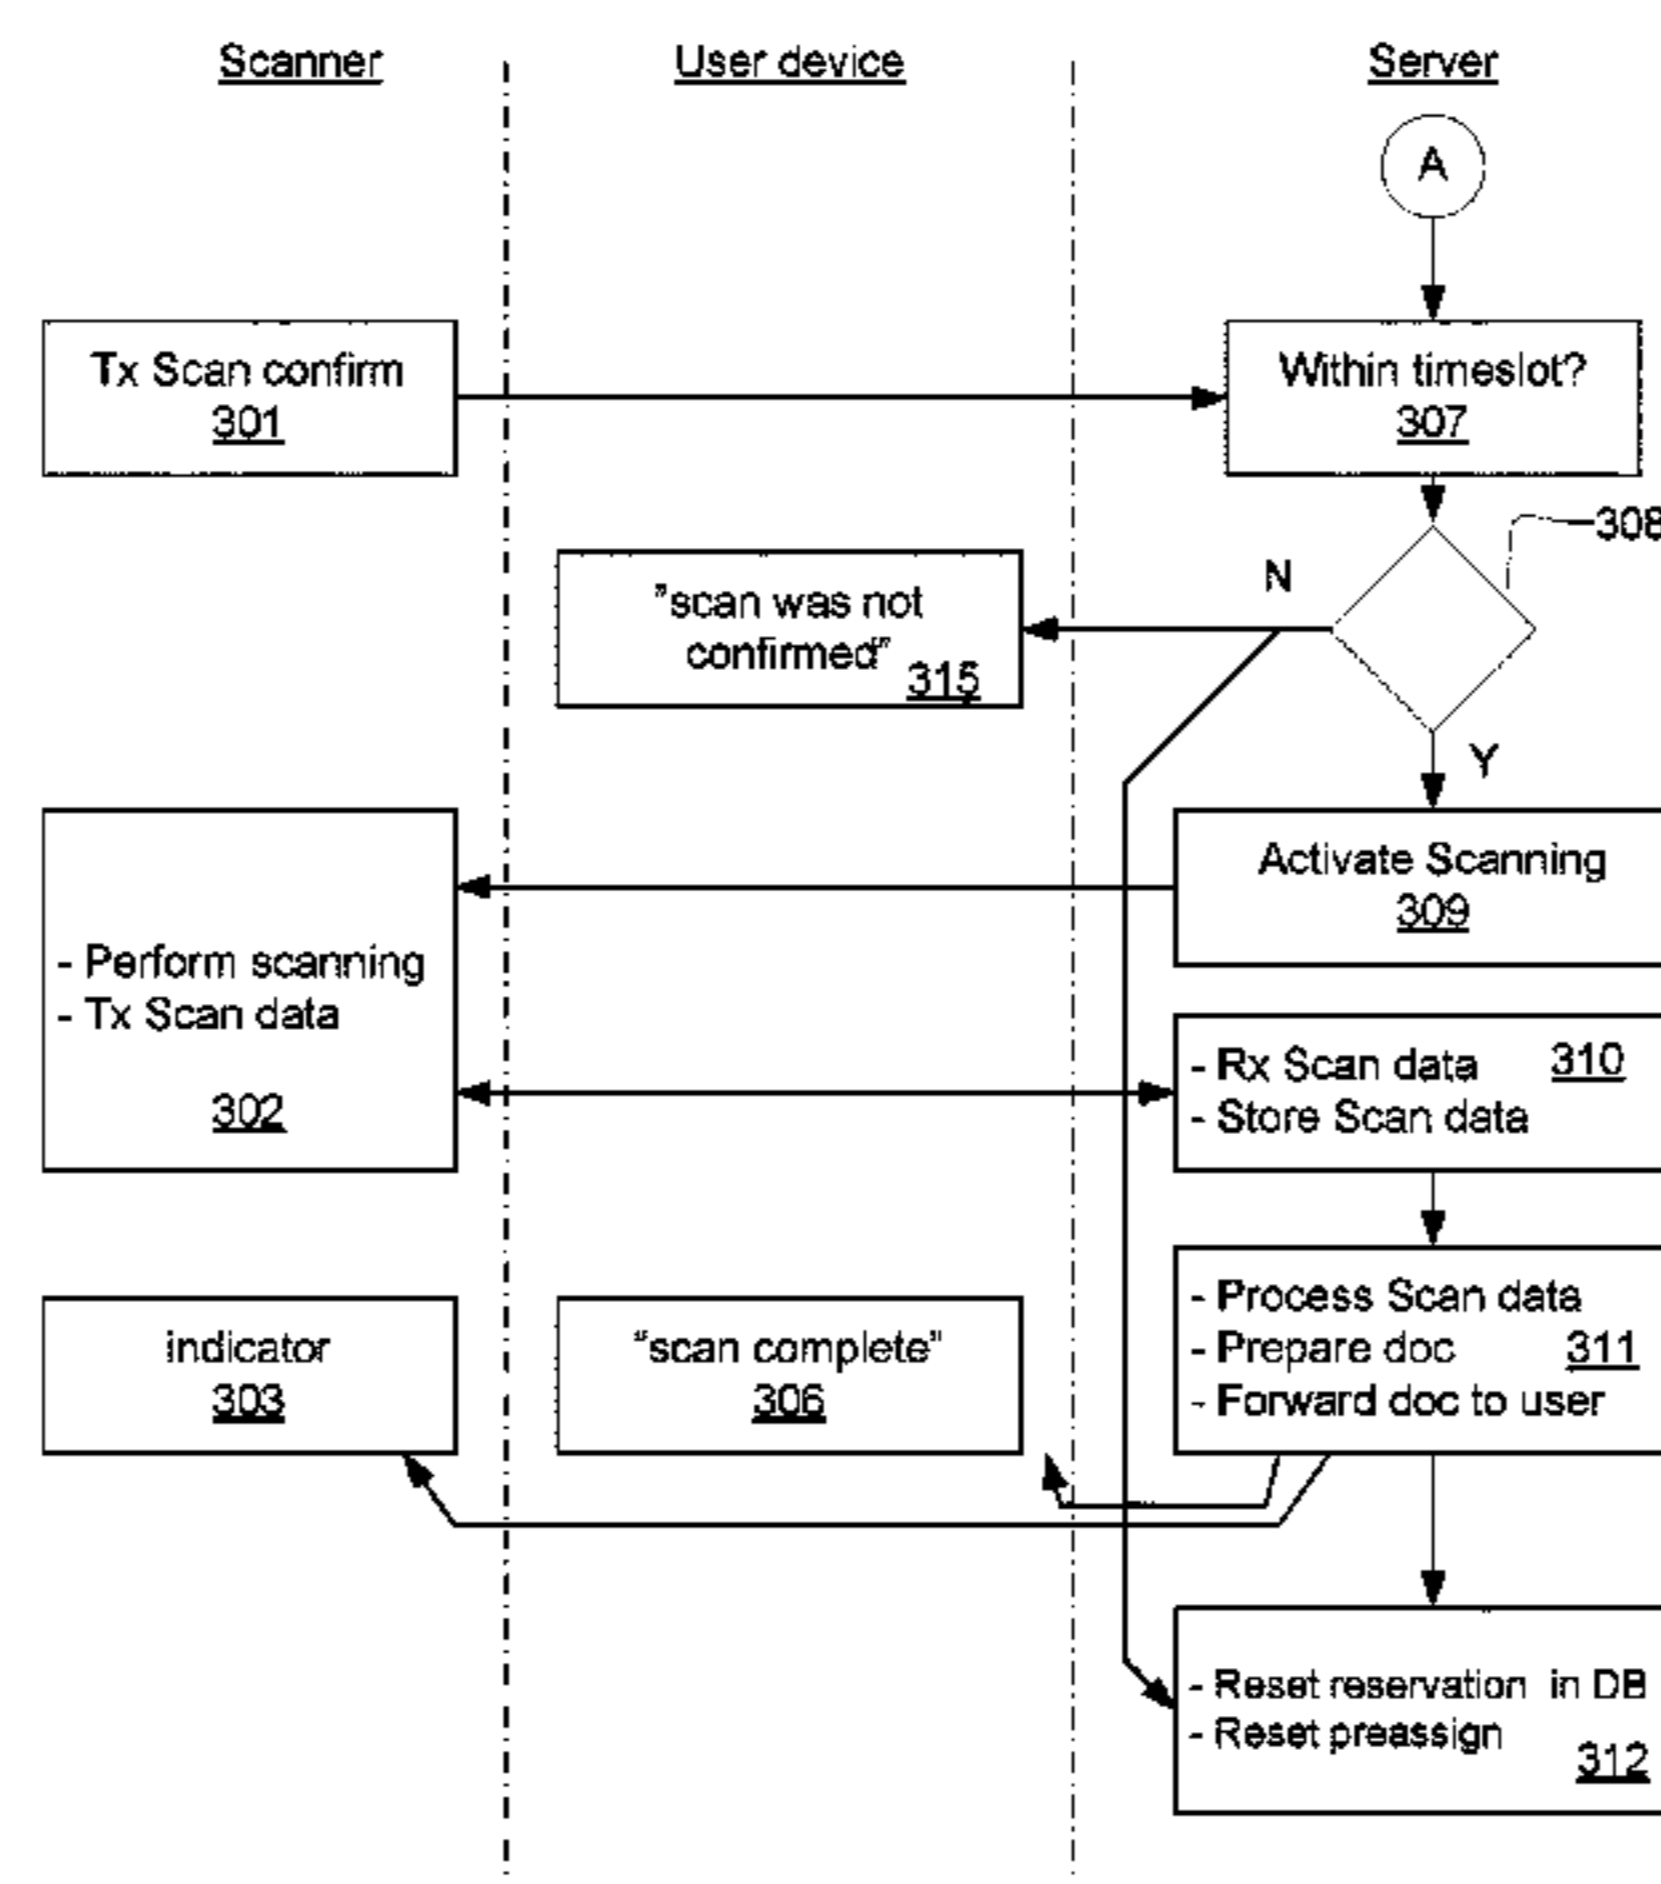 Scanner
User device
Server
A
Tx Scan confirm
301
Within timeslot?
307
308
N
"scan was not
confirmed"
315
Y
Activate Scanning
309
- Perform scanning
- Tx Scan data
302
- Rx Scan data 310
- Store Scan data
indicator
303
“scan complete”
306
- Process Scan data
- Prepare doc 311
- Forward doc to user
- Reset reservation in DB
- Reset preassign
312